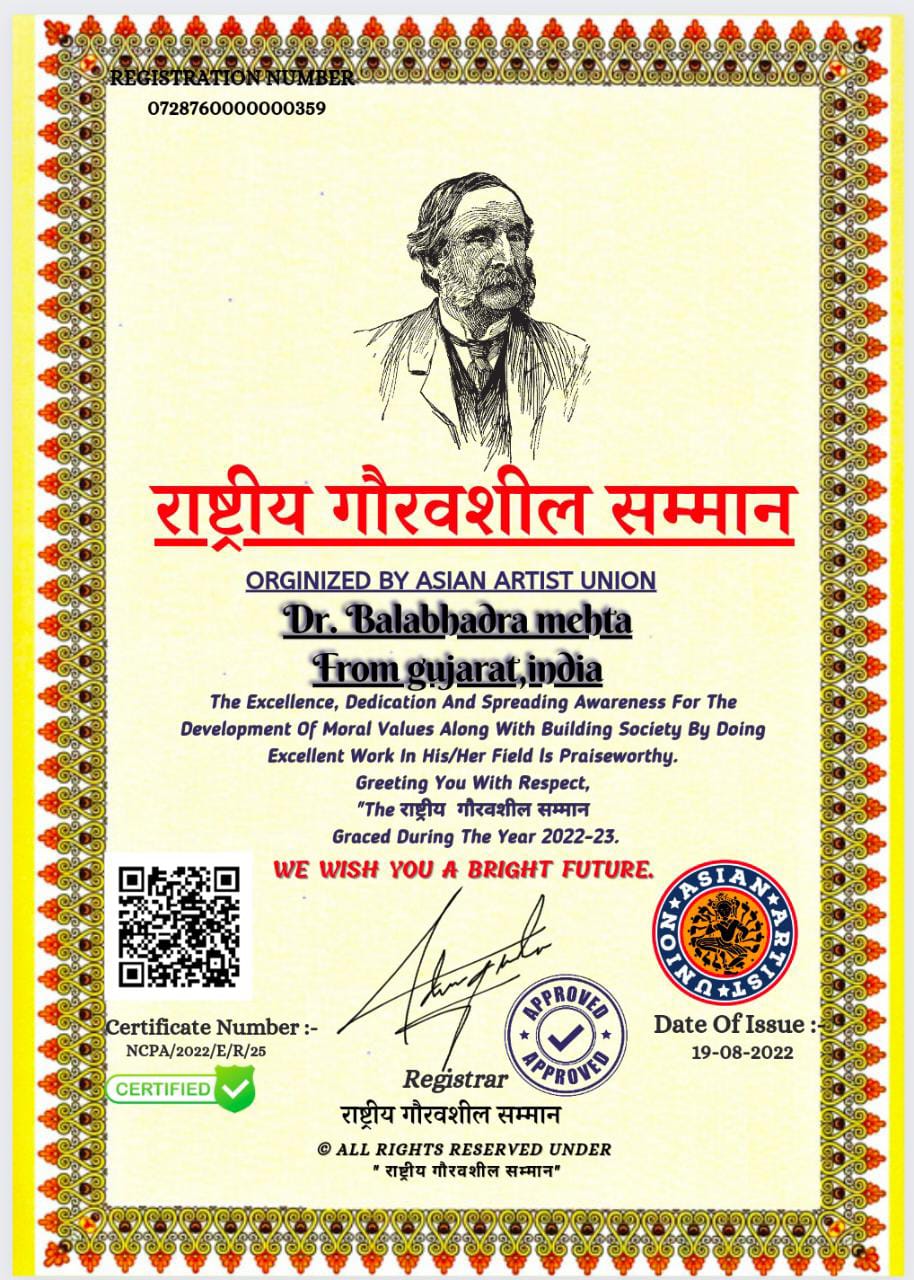 REGISTRATION NUMBER
0728760000000359
राष्ट्रीय गौरवशील सम्मान
ORGINIZED BY ASIAN ARTIST UNION
Dr. Balabhadra mehta
From gujarat,india
The Excellence, Dedication And Spreading Awareness For The
Development Of Moral Values Along With Building Society By Doing
Excellent Work In His/Her Field Is Praiseworthy.
Greeting You With Respect,
"The राष्ट्रीय गौरवशील सम्मान
Graced During The Year 2022-23.
WE WISH YOU A BRIGHT FUTURE.
ASIAN ARTIST UNION
APPROVED
APPROVED
Certificate Number :-
NCPA/2022/E/R/25
CERTIFIED
Date Of Issue :-
19-08-2022
Registrar
राष्ट्रीय गौरवशील सम्मान
© ALL RIGHTS RESERVED UNDER
" राष्ट्रीय गौरवशील सम्मान"